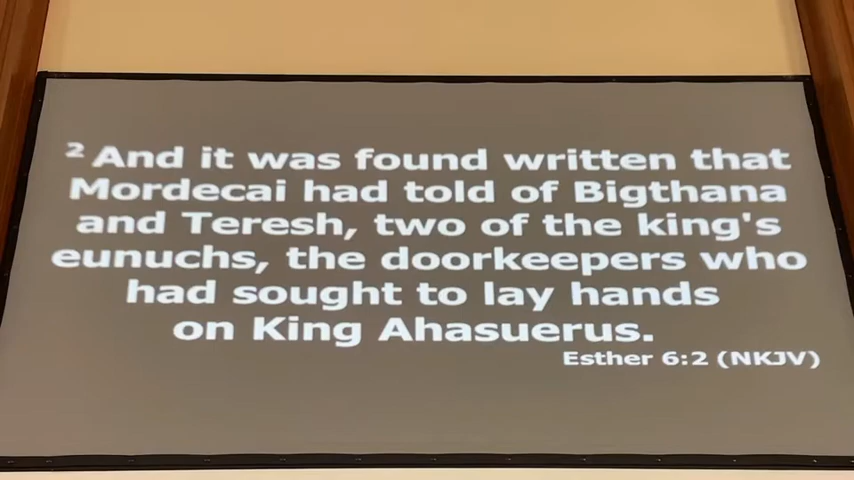 2 And it was found written that
Mordecai had told of Bigthana
and Teresh, two of the king's
eunuchs, the doorkeepers who
had sought to lay hands
on King Ahasuerus.
Esther 6:2 (NKJV)